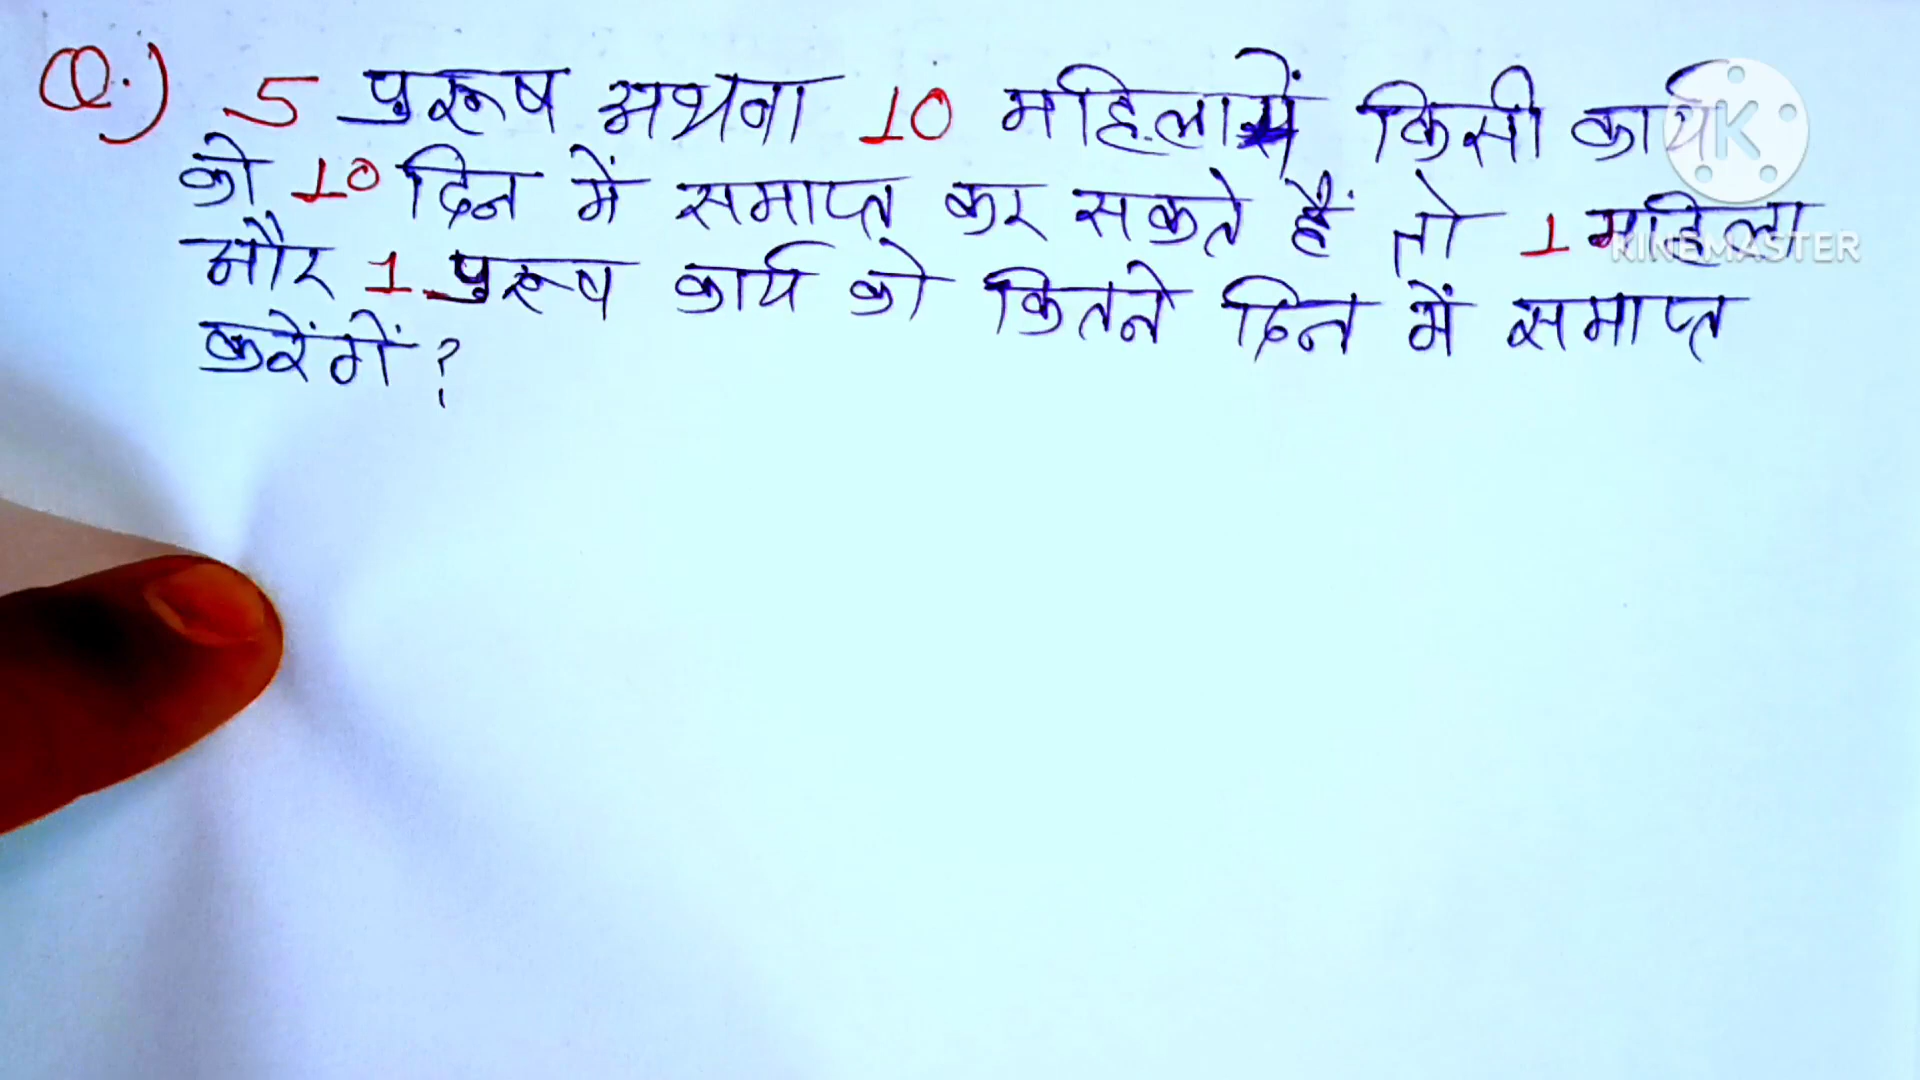 Q.) 5 पुरूष अथवा 10 महिलायें किसी कार्य
को 10 दिन में समाप्त कर सकते हैं तो 1 महिला
और 1 पुरूष कार्य को कितने दिन में समाप्त
करेंगें ?
K
KINEMASTER